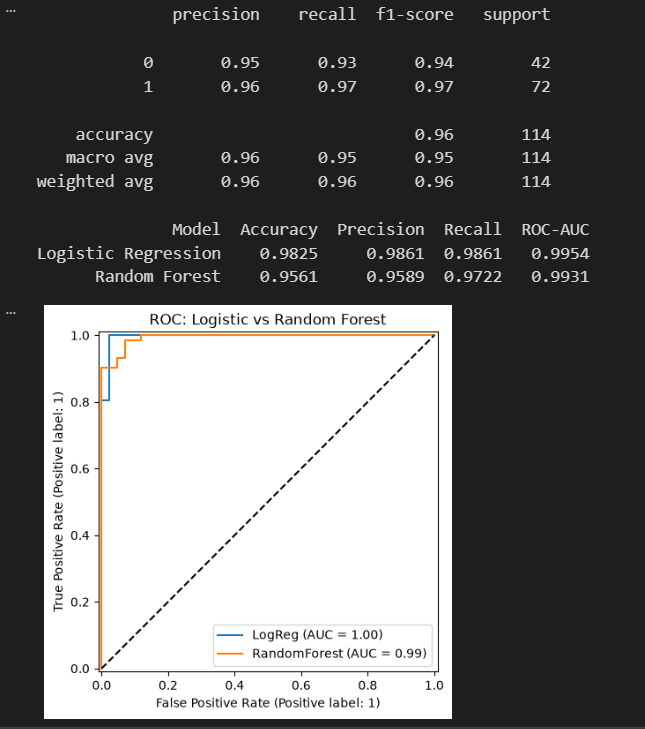 ...
precision recall f1-score support
0 0.95 0.93 0.94 42
1 0.96 0.97 0.97 72
accuracy 0.96 114
macro avg 0.96 0.95 0.95 114
weighted avg 0.96 0.96 0.96 114
Model Accuracy Precision Recall ROC-AUC
Logistic Regression 0.9825 0.9861 0.9861 0.9954
Random Forest 0.9561 0.9589 0.9722 0.9931
...
ROC: Logistic vs Random Forest
1.0
0.8
0.6
0.4
0.2
0.0
True Positive Rate (Positive label: 1)
LogReg (AUC = 1.00)
RandomForest (AUC = 0.99)
0.0 0.2 0.4 0.6 0.8 1.0
False Positive Rate (Positive label: 1)